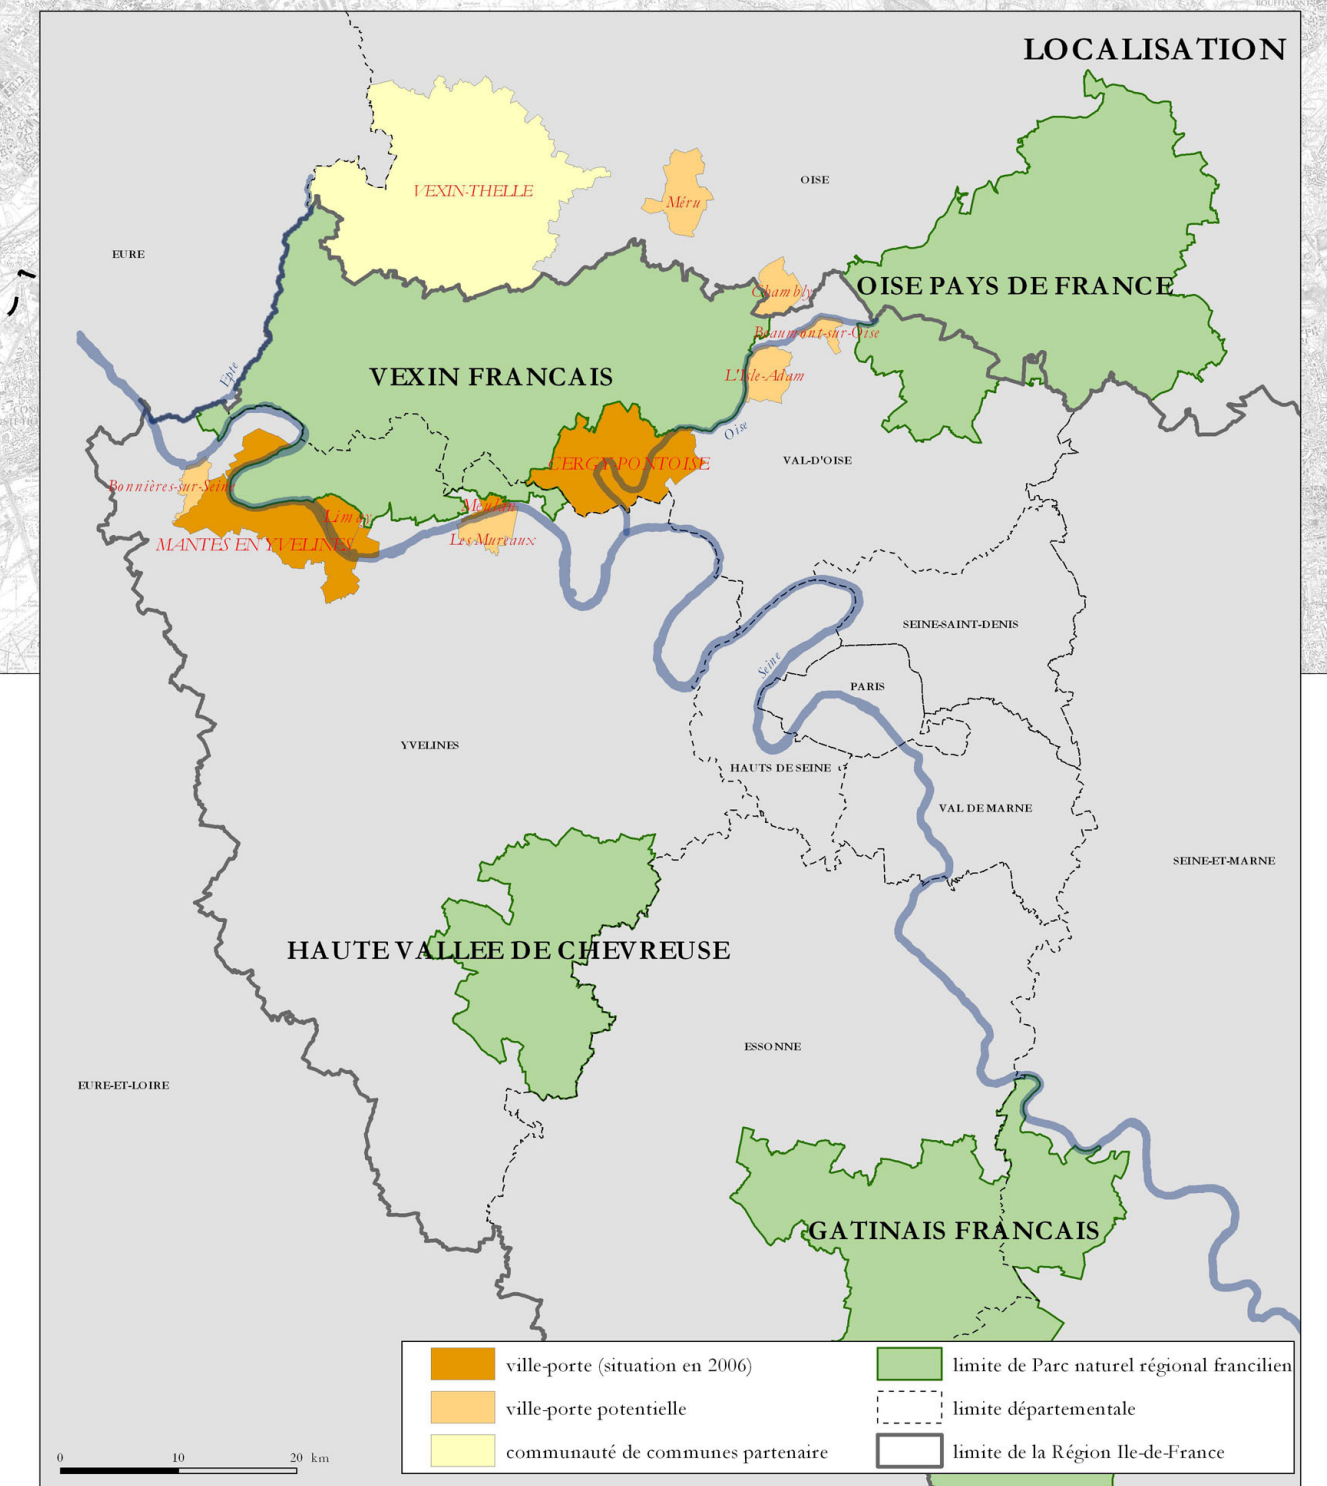 LOCALISATION
VEXIN-THELLE
Méru
OISE
EURE
Chambly
OISE PAYS DE FRANCE
Beaumont-sur-Oise
VEXIN FRANCAIS
L'Isle-Adam
Epte
Oise
CERGY-PONTOISE
VAL-D'OISE
Bonnières-sur-Seine
Limay
Meulan
MANTES EN YVELINES
Les Mureaux
SEINE-SAINT-DENIS
Seine
PARIS
YVELINES
HAUTS DE SEINE
VAL DE MARNE
SEINE-ET-MARNE
HAUTE VALLEE DE CHEVREUSE
ESSONNE
EURE-ET-LOIRE
GATINAIS FRANCAIS
ville-porte (situation en 2006)
limite de Parc naturel régional francilien
ville-porte potentielle
limite départementale
communauté de communes partenaire
limite de la Région Ile-de-France
0 10 20 km